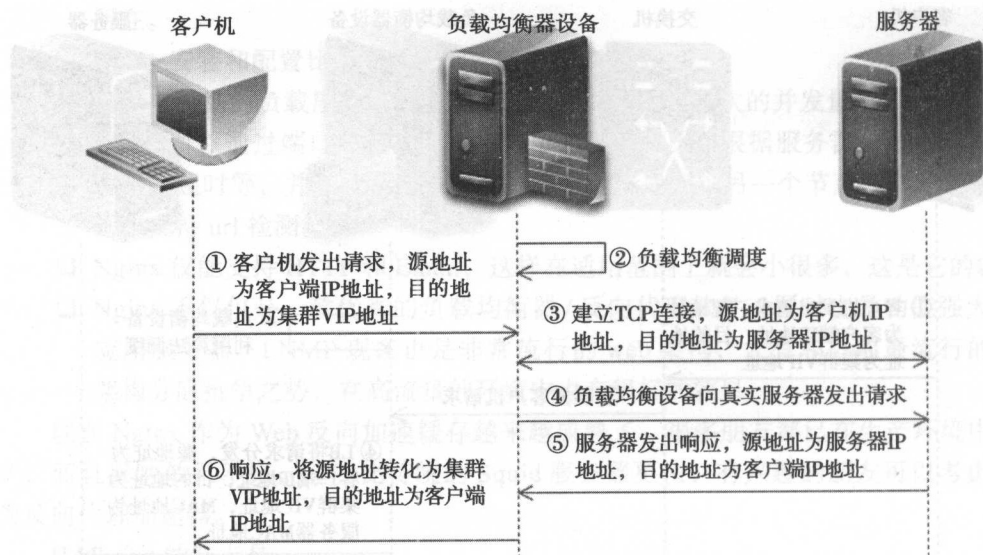 客户机
负载均衡器设备
服务器
① 客户机发出请求，源地址
为客户端IP地址，目的地
址为集群VIP地址
② 负载均衡调度
③ 建立TCP连接，源地址为客户机IP
地址，目的地址为服务器IP地址
④ 负载均衡设备向真实服务器发出请求
⑤ 服务器发出响应，源地址为服务器IP
地址，目的地址为客户端IP地址
⑥ 响应，将源地址转化为集群
VIP地址，目的地址为客户端
IP地址